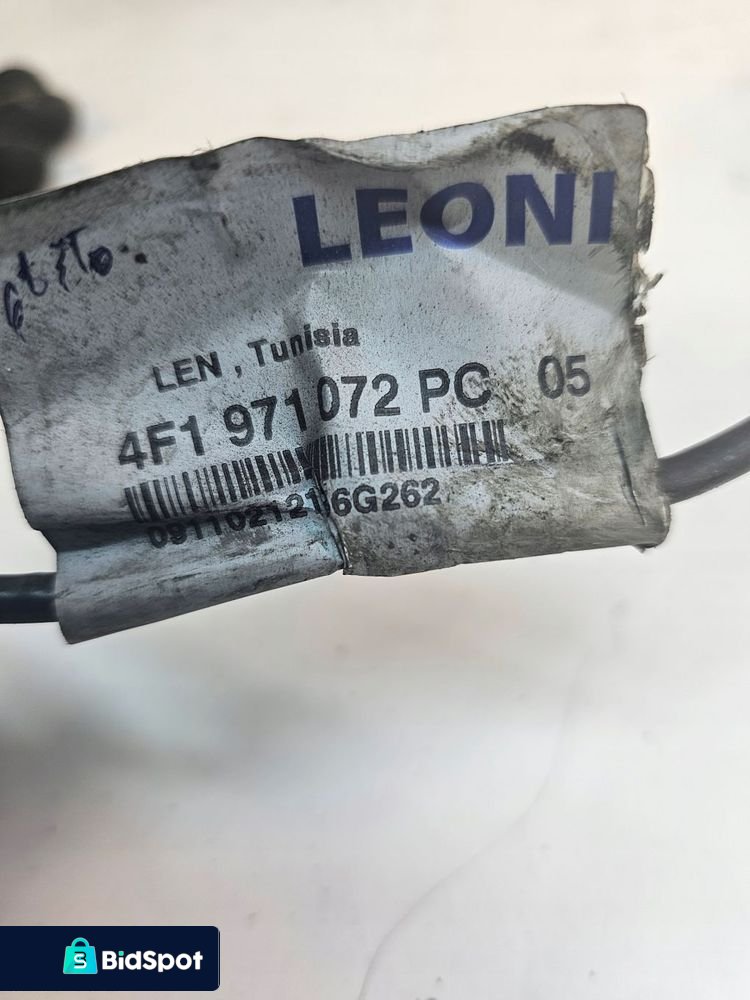 LEONI
LEN , Tunisia
4F1 971 072 PC 05
BidSpot